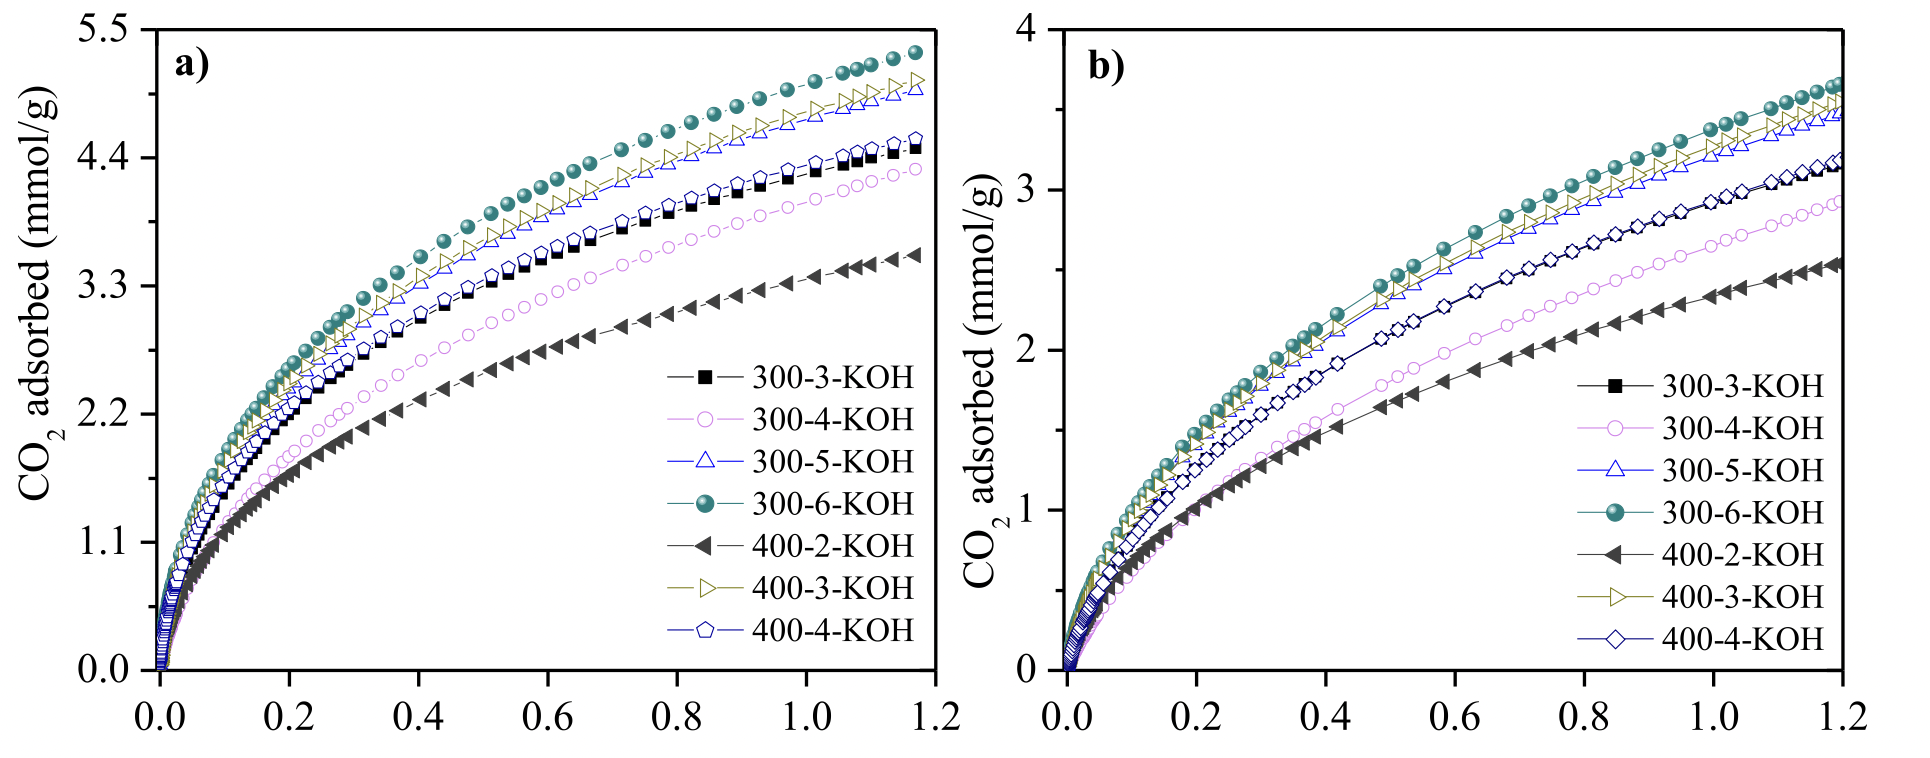 a)
CO2 adsorbed (mmol/g)
5.5
4.4
3.3
2.2
1.1
0.0
0.0 0.2 0.4 0.6 0.8 1.0 1.2
300-3-KOH
300-4-KOH
300-5-KOH
300-6-KOH
400-2-KOH
400-3-KOH
400-4-KOH
b)
CO2 adsorbed (mmol/g)
4
3
2
1
0
0.0 0.2 0.4 0.6 0.8 1.0 1.2
300-3-KOH
300-4-KOH
300-5-KOH
300-6-KOH
400-2-KOH
400-3-KOH
400-4-KOH